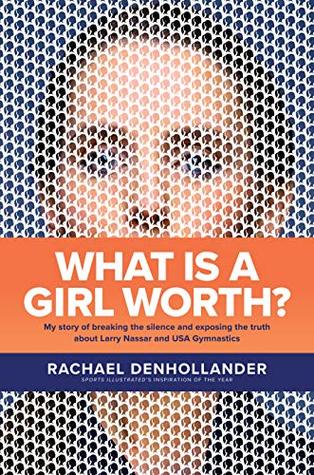 WHAT IS A
GIRL WORTH?
My story of breaking the silence and exposing the truth
about Larry Nassar and USA Gymnastics
RACHAEL DENHOLLANDER
SPORTS ILLUSTRATED'S INSPIRATION OF THE YEAR